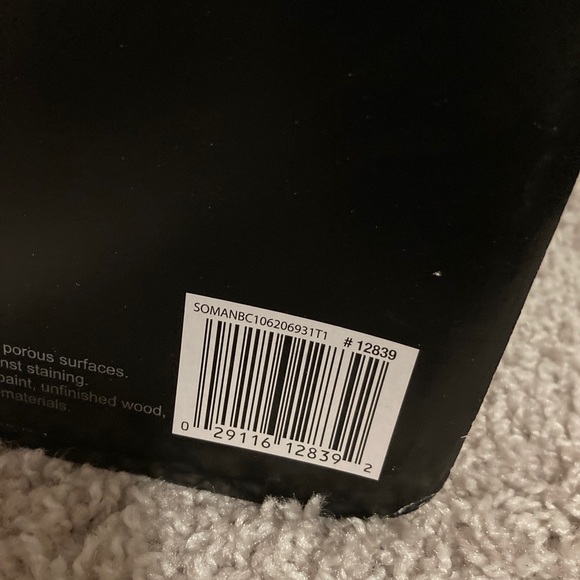 porous surfaces.
nst staining.
paint, unfinished wood,
materials.
SOMANBC106206931T1
# 12839
0 29116 12839 2